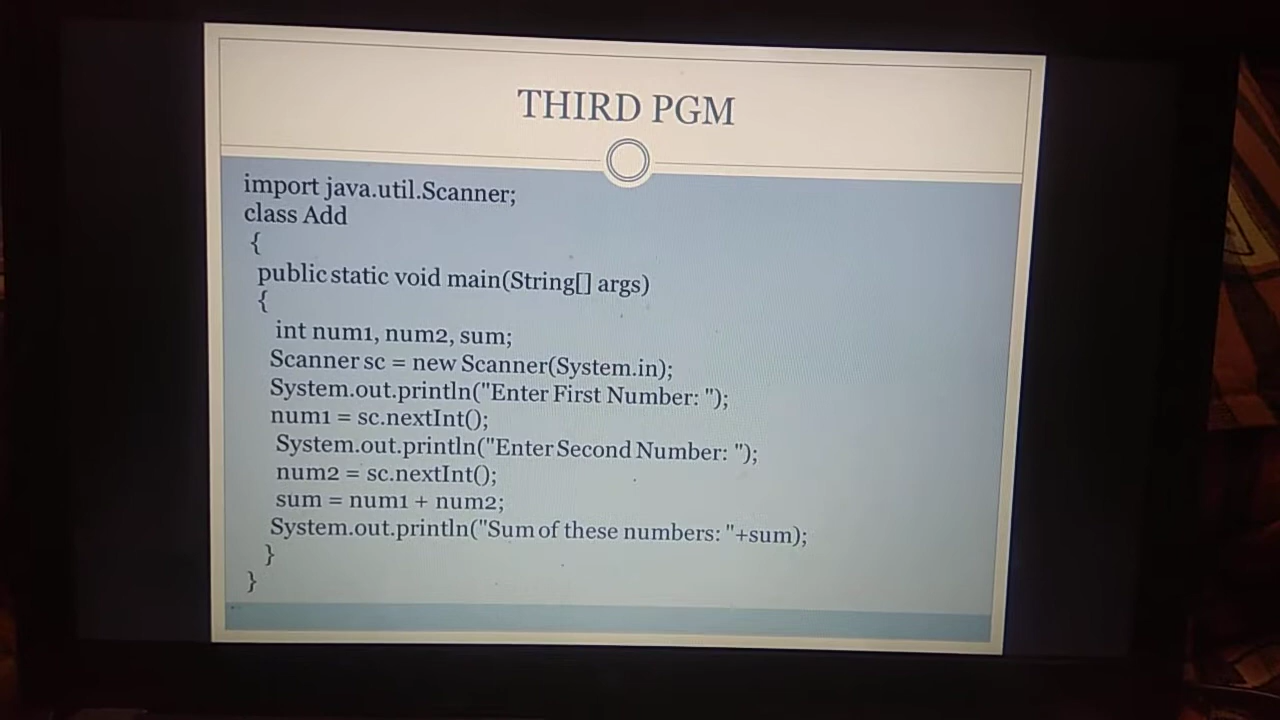 THIRD PGM
import java.util.Scanner;
class Add
{
public static void main(String[] args)
{
int num1, num2, sum;
Scanner sc = new Scanner(System.in);
System.out.println("Enter First Number: ");
num1 = sc.nextInt();
System.out.println("Enter Second Number: ");
num2 = sc.nextInt();
sum = num1 + num2;
System.out.println("Sum of these numbers: "+sum);
}
}